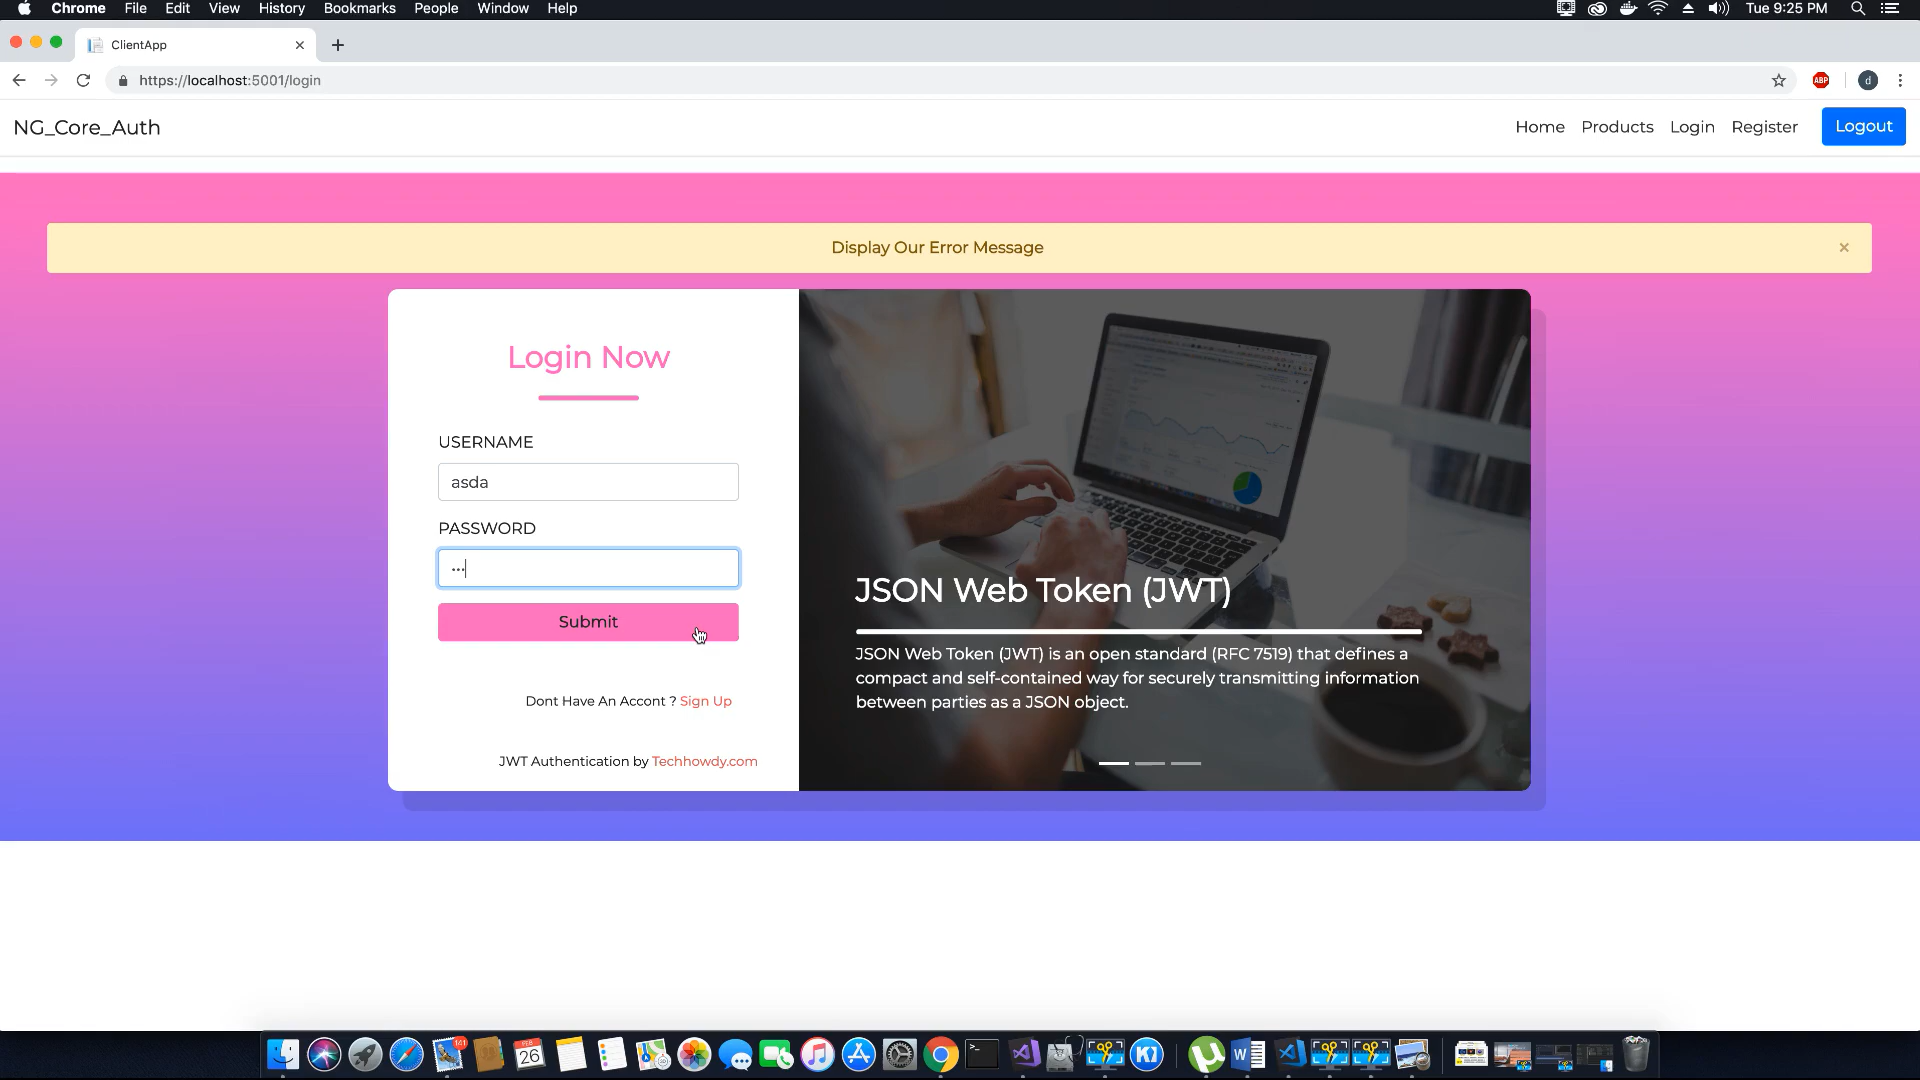 Chrome File Edit View History Bookmarks People Window Help
Tue 9:25 PM
ClientApp
https://localhost:5001/login
ABP
d
NG_Core_Auth
Home Products Login Register Logout
Display Our Error Message
×
Login Now
USERNAME
asda
PASSWORD
Submit
Dont Have An Accont ? Sign Up
JWT Authentication by Techhowdy.com
JSON Web Token (JWT)
JSON Web Token (JWT) is an open standard (RFC 7519) that defines a
compact and self-contained way for securely transmitting information
between parties as a JSON object.
141
FEB
26